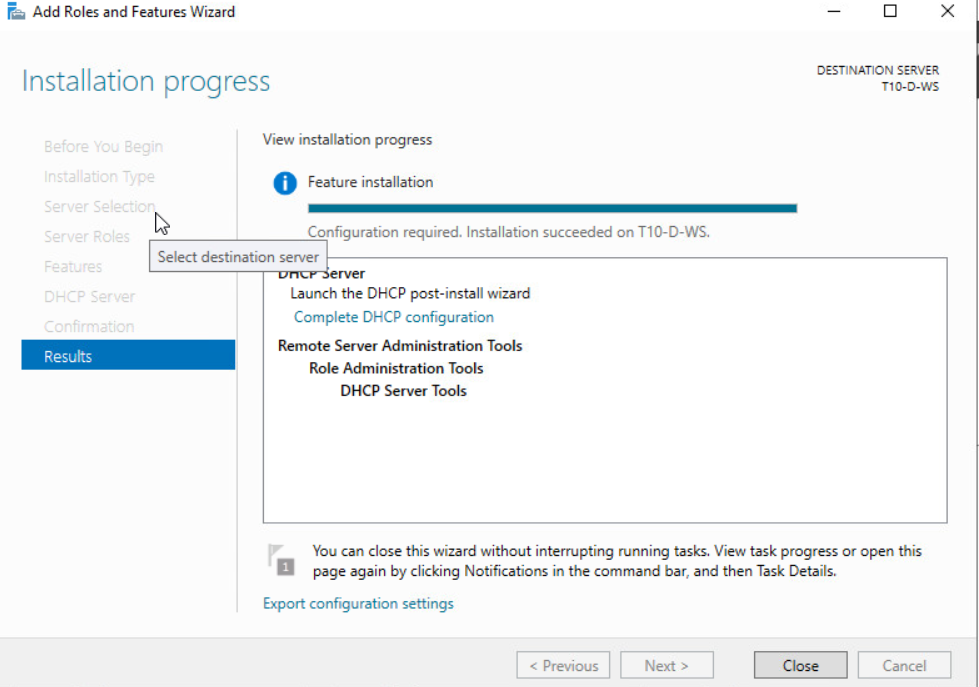 Add Roles and Features Wizard
Installation progress
DESTINATION SERVER
T10-D-WS
Before You Begin
Installation Type
Server Selection
Server Roles
Features
DHCP Server
Confirmation
Results
Select destination server
View installation progress
Feature installation
Configuration required. Installation succeeded on T10-D-WS.
DHCP Server
Launch the DHCP post-install wizard
Complete DHCP configuration
Remote Server Administration Tools
Role Administration Tools
DHCP Server Tools
1
You can close this wizard without interrupting running tasks. View task progress or open this
page again by clicking Notifications in the command bar, and then Task Details.
Export configuration settings
< Previous
Next >
Close
Cancel